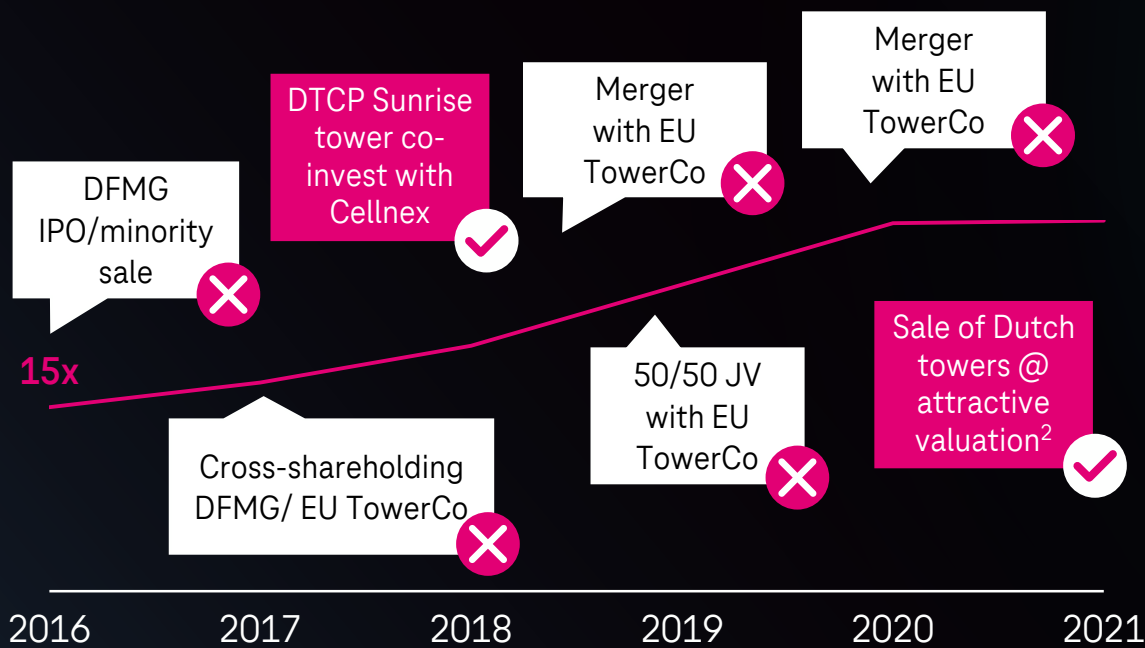 DFMG
IPO/minority
sale
DTCP Sunrise
tower co-
invest with
Cellnex
Merger
with EU
TowerCo
Merger
with EU
TowerCo
15x
Cross-shareholding
DFMG/ EU TowerCo
50/50 JV
with EU
TowerCo
Sale of Dutch
towers @
attractive
valuation²
2016
2017
2018
2019
2020
2021